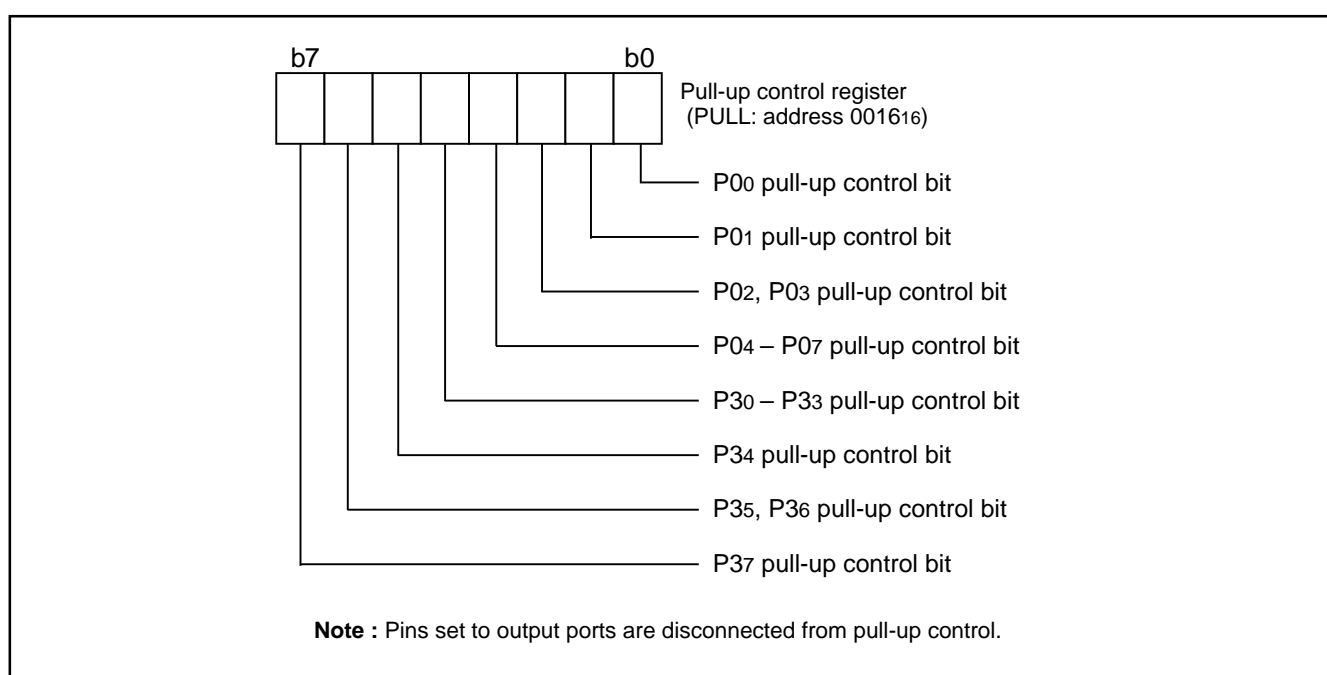 b7 b0
Pull-up control register
(PULL: address 001616)
P00 pull-up control bit
P01 pull-up control bit
P02, P03 pull-up control bit
P04 – P07 pull-up control bit
P30 – P33 pull-up control bit
P34 pull-up control bit
P35, P36 pull-up control bit
P37 pull-up control bit
Note : Pins set to output ports are disconnected from pull-up control.